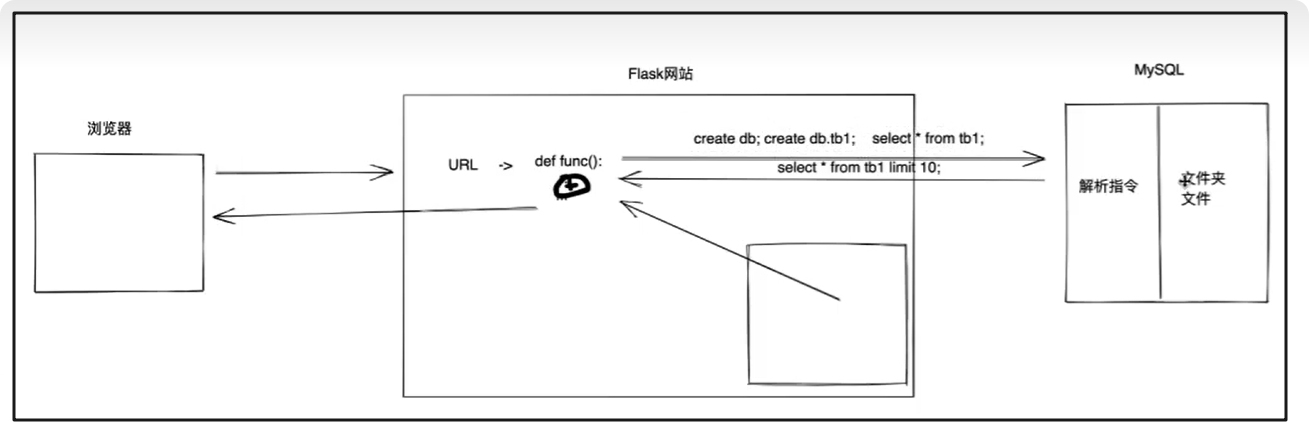 Flask网站
MySQL
浏览器
URL -> def func():
create db; create db.tb1; select * from tb1;
select * from tb1 limit 10;
解析指令
文件夹
文件